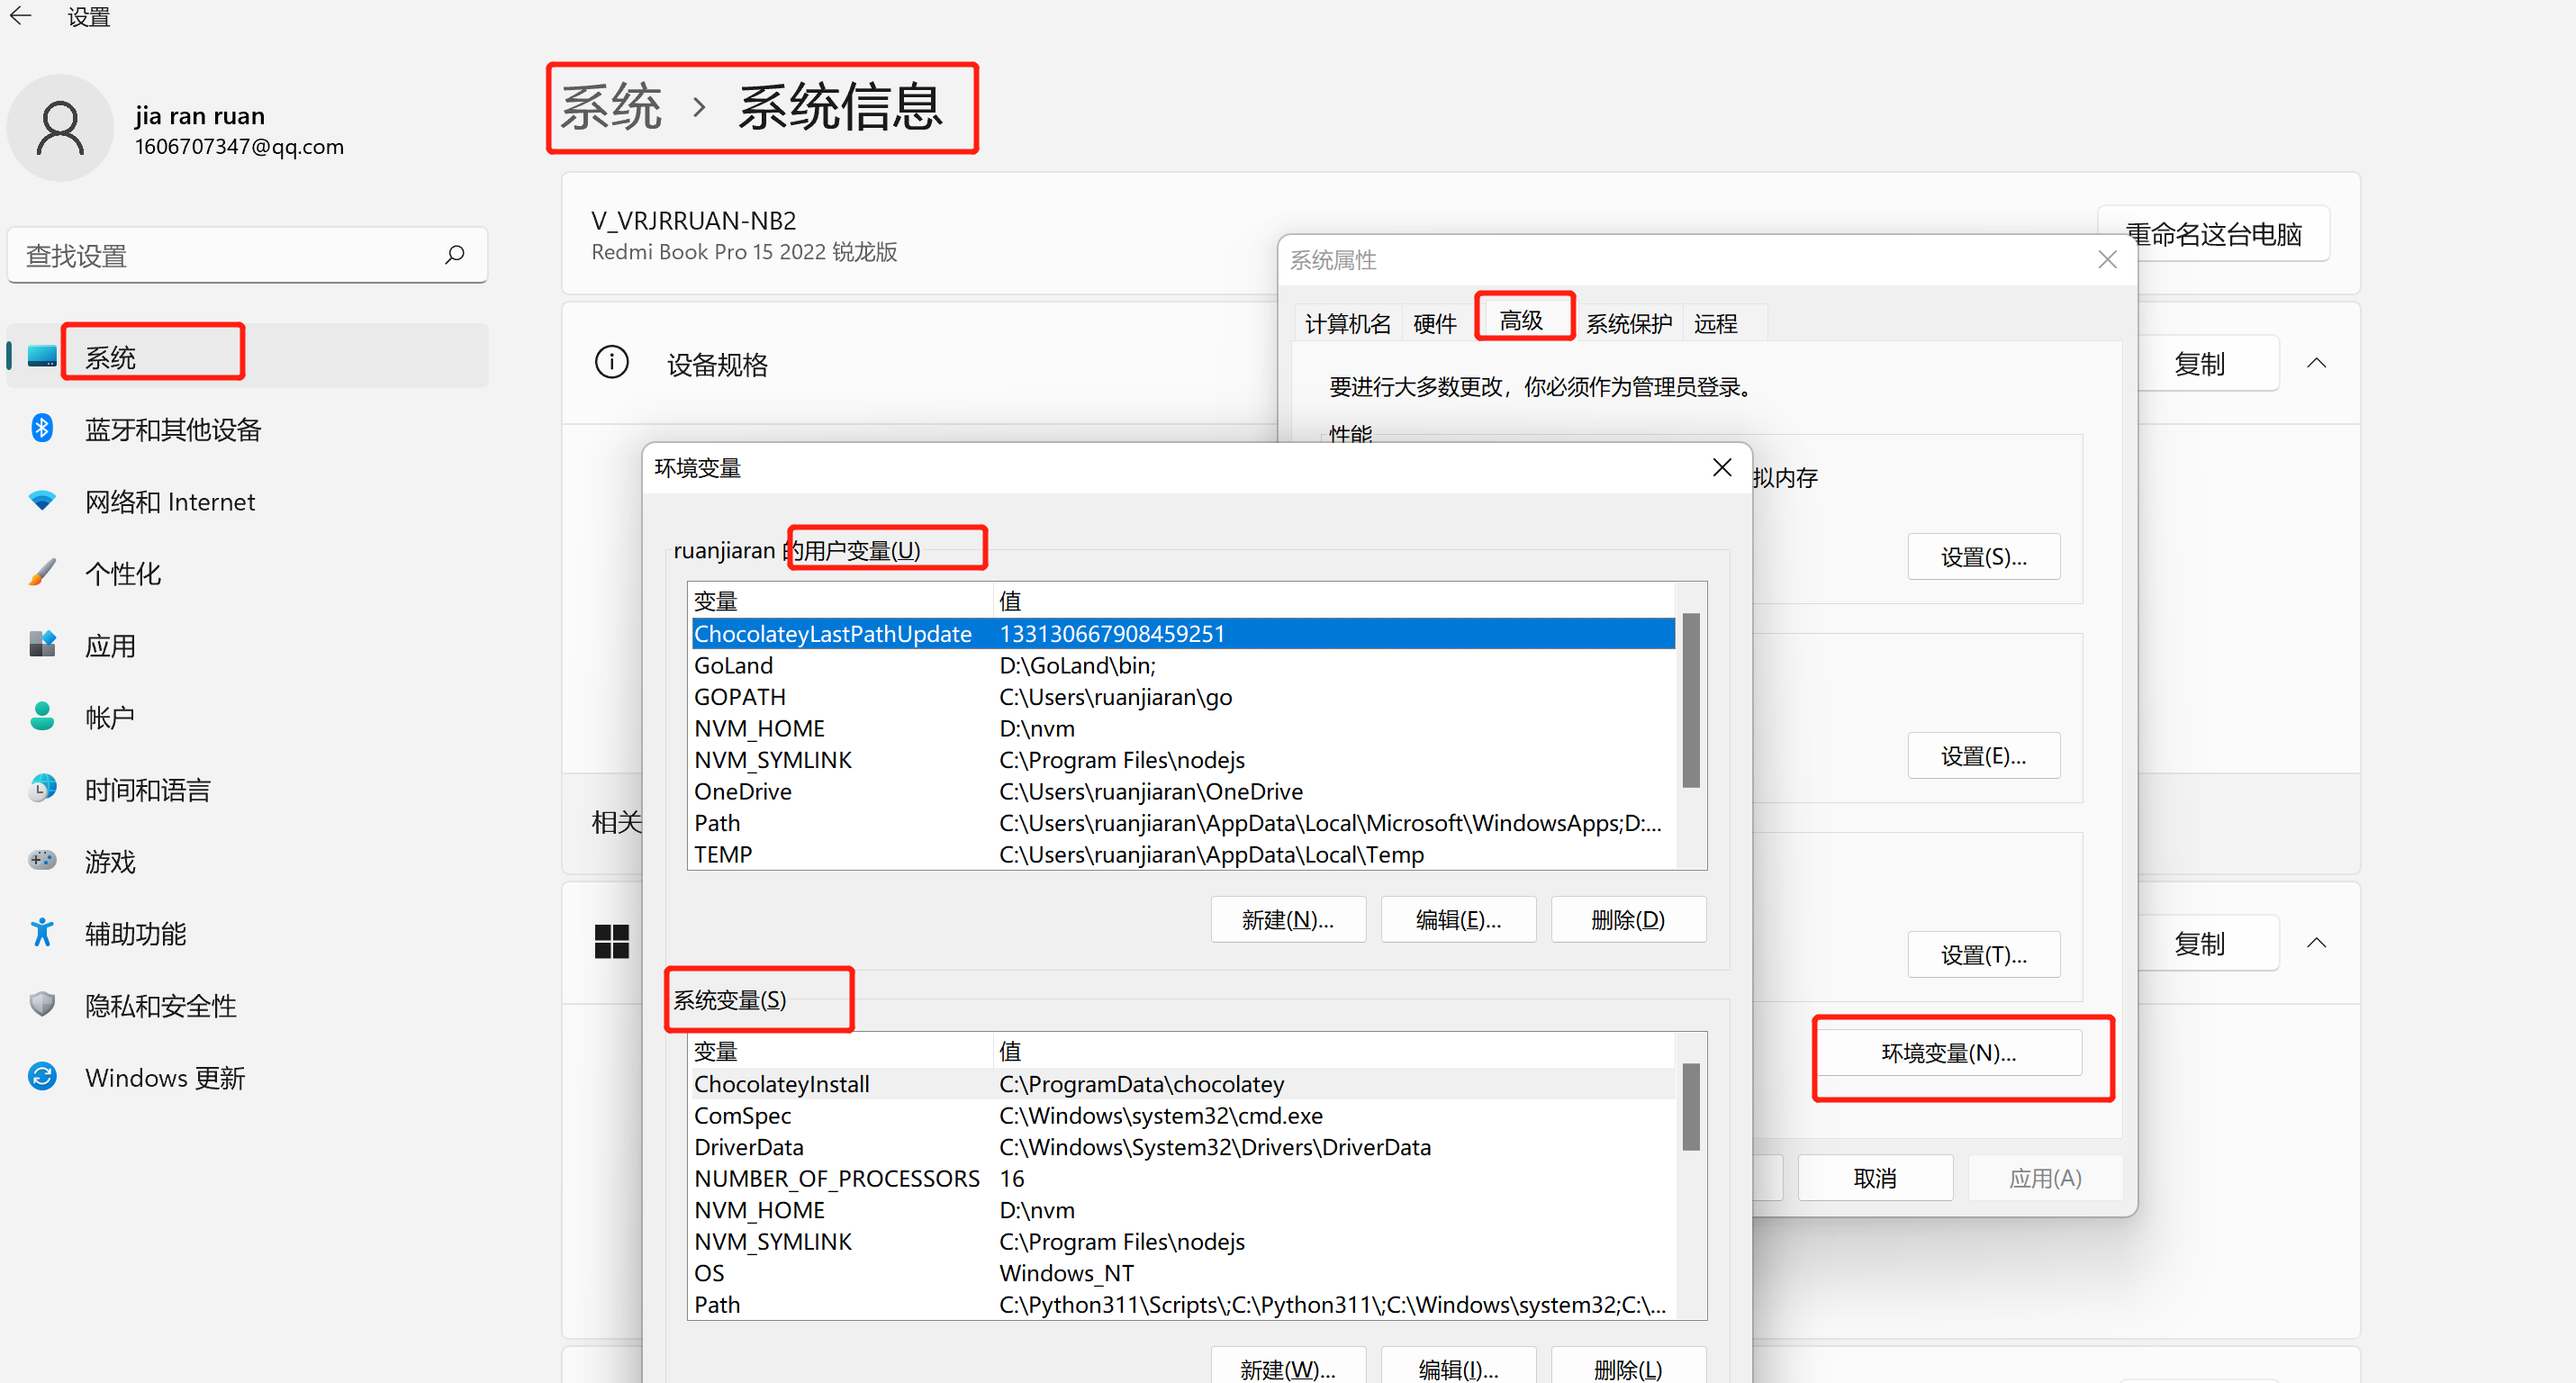 设置
jia ran ruan
1606707347@qq.com
查找设置
系统
蓝牙和其他设备
网络和 Internet
个性化
应用
帐户
时间和语言
游戏
辅助功能
隐私和安全性
Windows 更新
系统 › 系统信息
V_VRJRRUAN-NB2
Redmi Book Pro 15 2022 锐龙版
重命名这台电脑
设备规格
复制
相关
复制
系统属性
计算机名 硬件 高级 系统保护 远程
要进行大多数更改，你必须作为管理员登录。
性能
拟内存
设置(S)...
设置(E)...
设置(T)...
环境变量(N)...
取消 应用(A)
环境变量
ruanjiaran 的用户变量(U)
变量 值
ChocolateyLastPathUpdate 133130667908459251
GoLand D:\GoLand\bin;
GOPATH C:\Users\ruanjiaran\go
NVM_HOME D:\nvm
NVM_SYMLINK C:\Program Files\nodejs
OneDrive C:\Users\ruanjiaran\OneDrive
Path C:\Users\ruanjiaran\AppData\Local\Microsoft\WindowsApps;D:...
TEMP C:\Users\ruanjiaran\AppData\Local\Temp
新建(N)... 编辑(E)... 删除(D)
系统变量(S)
变量 值
ChocolateyInstall C:\ProgramData\chocolatey
ComSpec C:\Windows\system32\cmd.exe
DriverData C:\Windows\System32\Drivers\DriverData
NUMBER_OF_PROCESSORS 16
NVM_HOME D:\nvm
NVM_SYMLINK C:\Program Files\nodejs
OS Windows_NT
Path C:\Python311\Scripts\;C:\Python311\;C:\Windows\system32;C:\...
新建(W)... 编辑(I)... 删除(L)